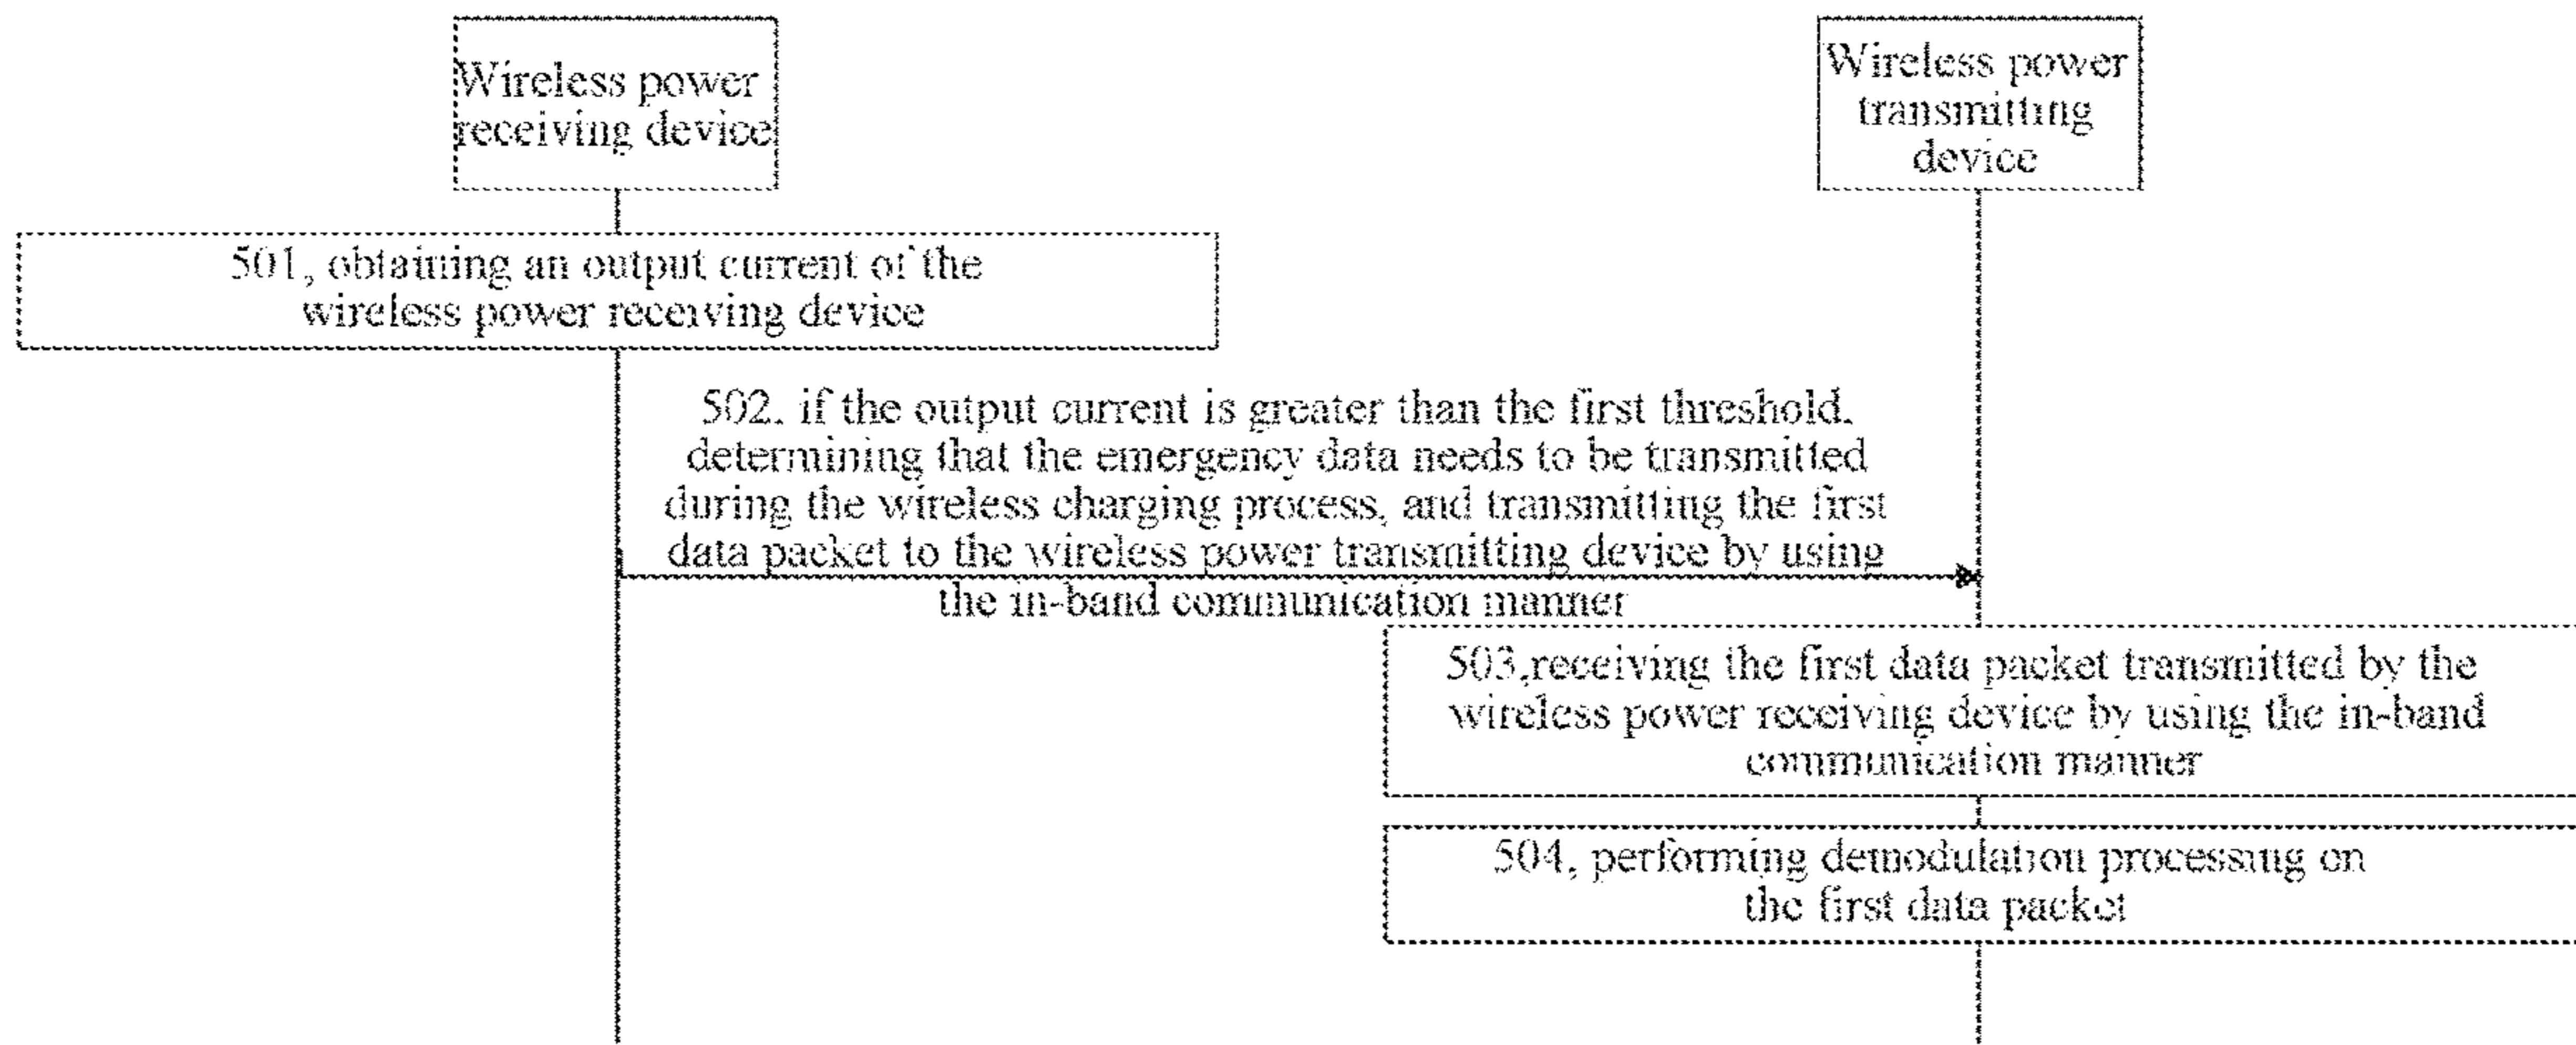 Wireless power
receiving device
Wireless power
transmitting
device
501, obtaining an output current of the
wireless power receiving device
502. if the output current is greater than the first threshold,
determining that the emergency data needs to be transmitted
during the wireless charging process, and transmitting the first
data packet to the wireless power transmitting device by using
the in-band communication manner
503,receiving the first data packet transmitted by the
wireless power receiving device by using the in-band
communication manner
504, performing demodulation processing on
the first data packet